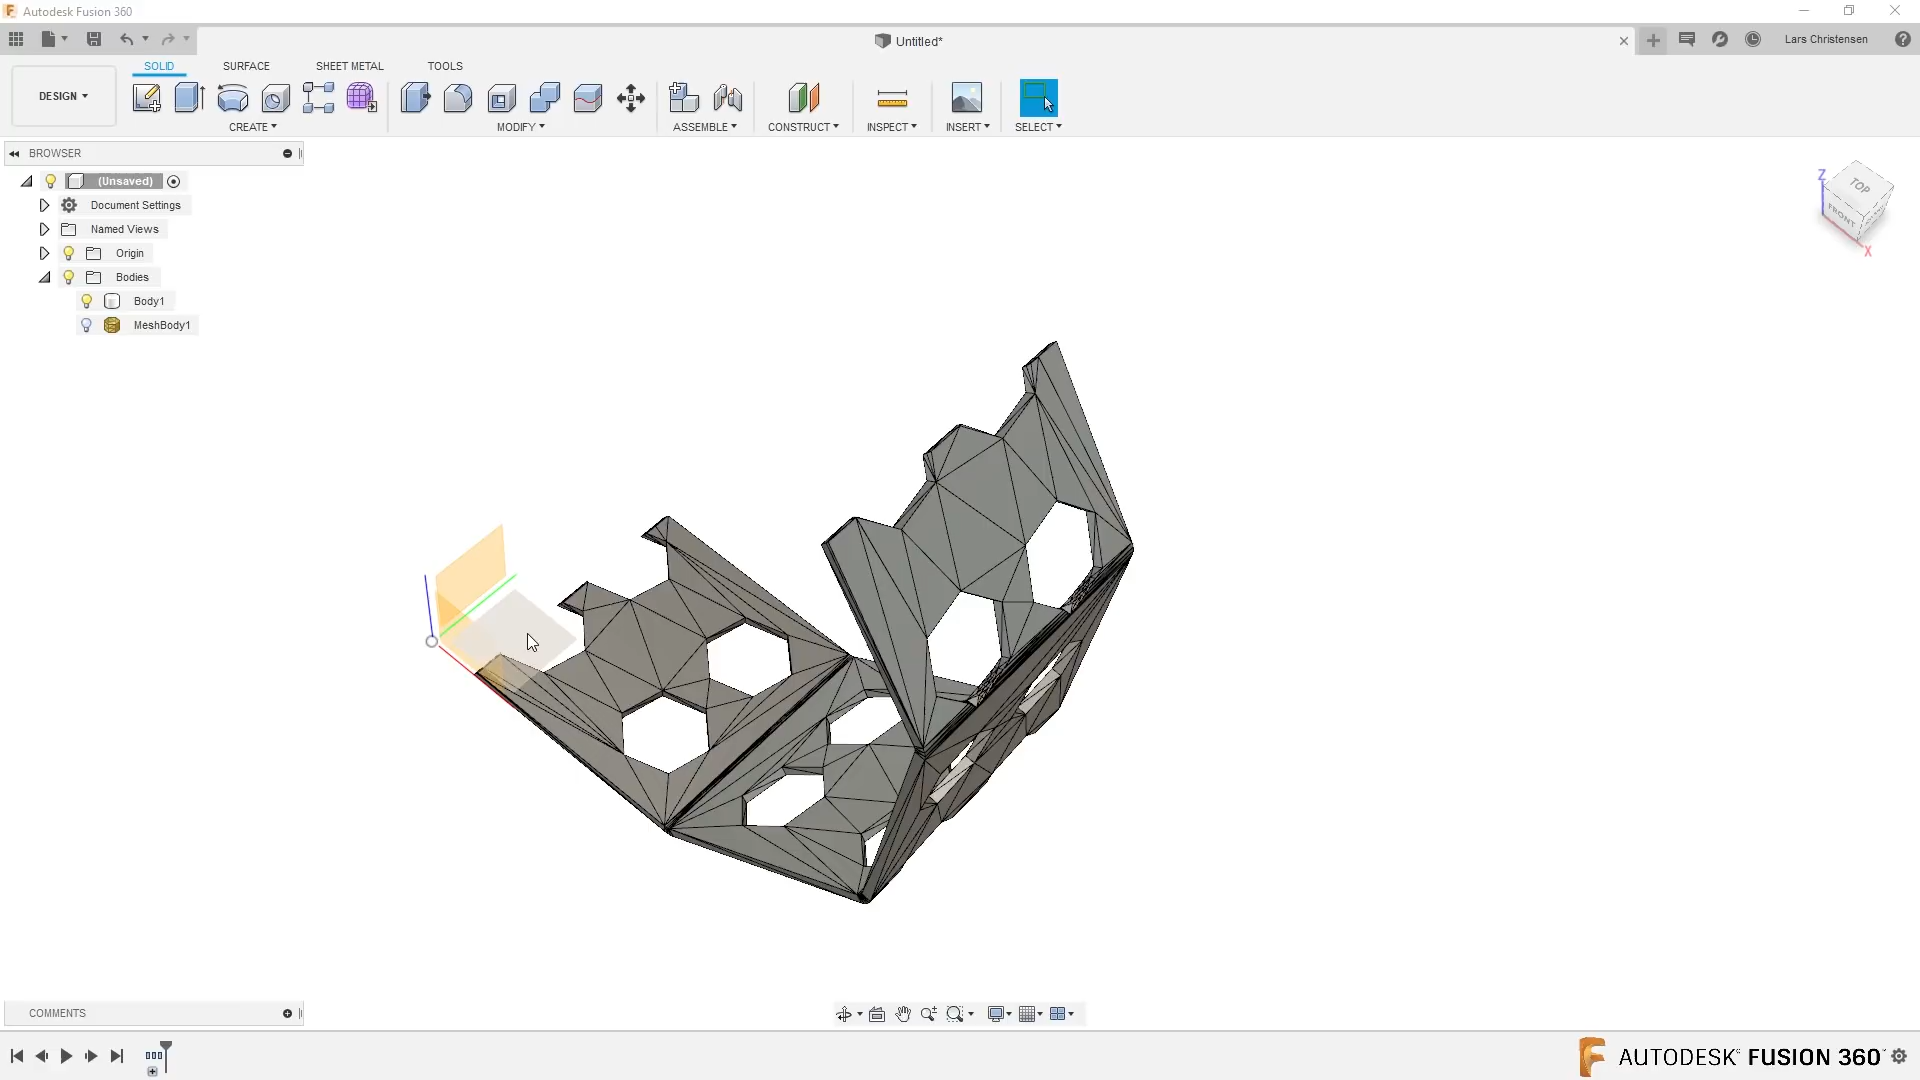 Autodesk Fusion 360
Untitled*
Lars Christensen
DESIGN
SOLID
SURFACE
SHEET METAL
TOOLS
CREATE
MODIFY
ASSEMBLE
CONSTRUCT
INSPECT
INSERT
SELECT
BROWSER
(Unsaved)
Document Settings
Named Views
Origin
Bodies
Body1
MeshBody1
Z
TOP
FRONT
X
COMMENTS
AUTODESK FUSION 360